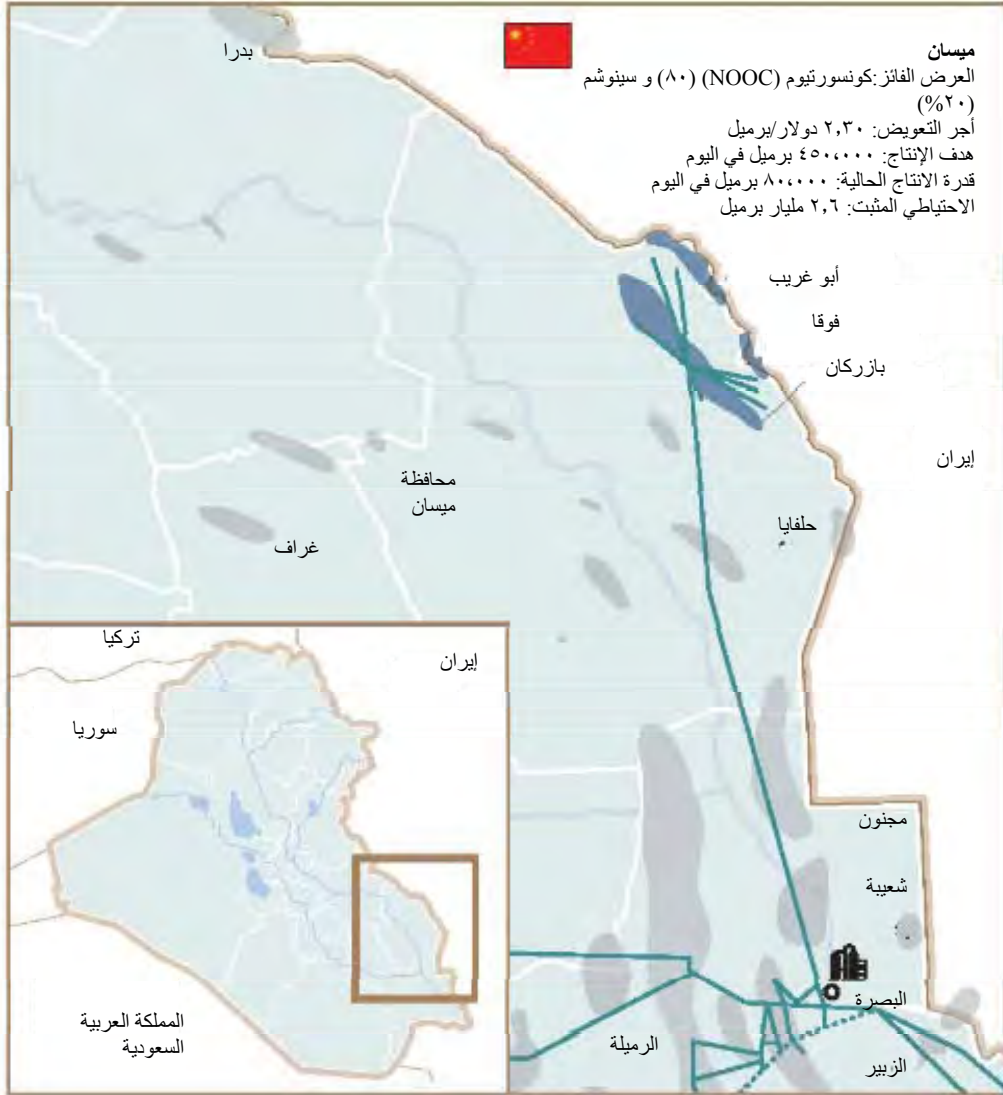 ميسان
العرض الفائز:كونسورتيوم (NOOC) (٨٠) و سينوشم
(٢٠%)
أجر التعويض: ٢,٣٠ دولار/برميل
هدف الإنتاج: ٤٥٠،٠٠٠ برميل في اليوم
قدرة الانتاج الحالية: ٨٠،٠٠٠ برميل في اليوم
الاحتياطي المثبت: ٢,٦ مليار برميل
بدرا
أبو غريب
فوقا
بازركان
إيران
محافظة
ميسان
حلفايا
غراف
تركيا
إيران
سوريا
المملكة العربية
السعودية
مجنون
شعيبة
البصرة
الرميلة
الزبير